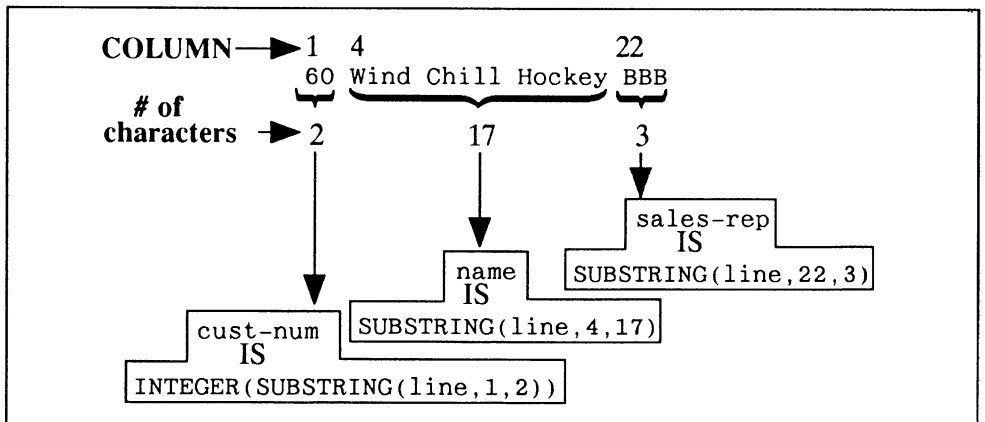 COLUMN 1 4 22
60 Wind Chill Hockey BBB
# of
characters 2 17 3
sales-rep
IS
SUBSTRING(line,22,3)
name
IS
SUBSTRING(line,4,17)
cust-num
IS
INTEGER(SUBSTRING(line,1,2))